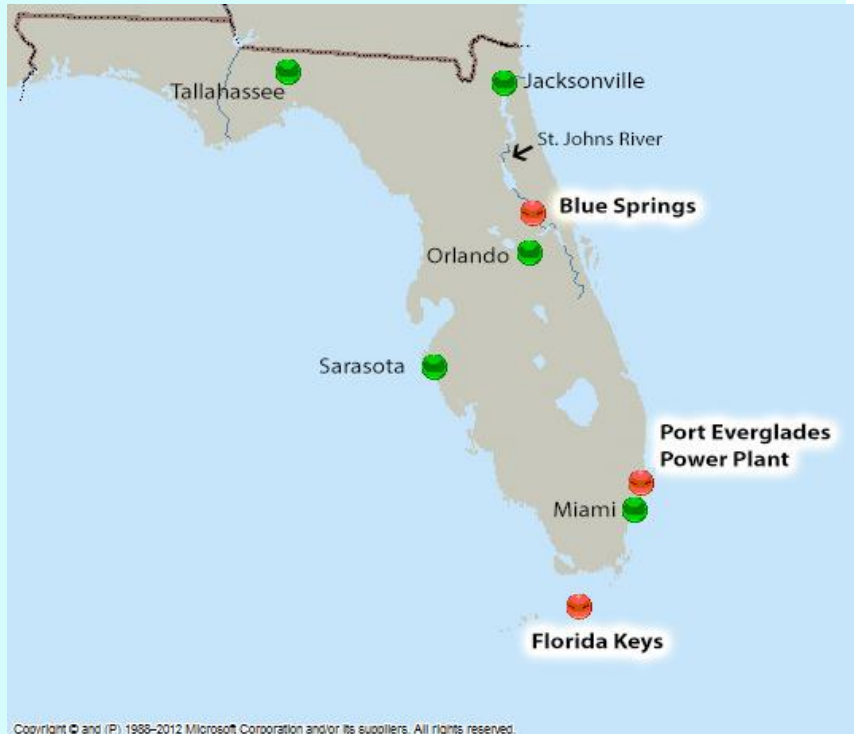 Tallahassee
Jacksonville
St. Johns River
Blue Springs
Orlando
Sarasota
Port Everglades
Power Plant
Miami
Florida Keys
Copyright © and (P) 1988–2012 Microsoft Corporation and/or its suppliers. All rights reserved.